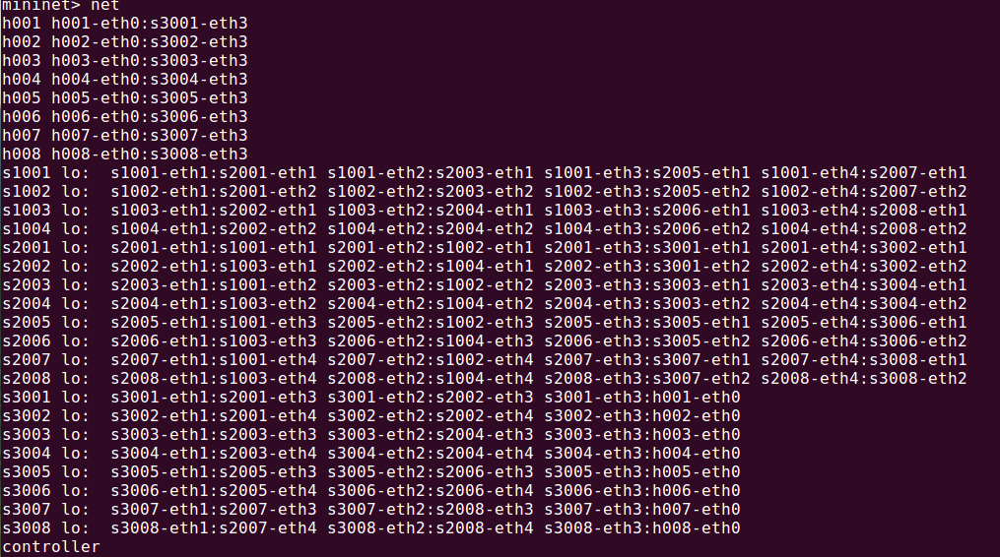 mininet> net
h001 h001-eth0:s3001-eth3
h002 h002-eth0:s3002-eth3
h003 h003-eth0:s3003-eth3
h004 h004-eth0:s3004-eth3
h005 h005-eth0:s3005-eth3
h006 h006-eth0:s3006-eth3
h007 h007-eth0:s3007-eth3
h008 h008-eth0:s3008-eth3
s1001 lo:  s1001-eth1:s2001-eth1 s1001-eth2:s2003-eth1 s1001-eth3:s2005-eth1 s1001-eth4:s2007-eth1
s1002 lo:  s1002-eth1:s2001-eth2 s1002-eth2:s2003-eth2 s1002-eth3:s2005-eth2 s1002-eth4:s2007-eth2
s1003 lo:  s1003-eth1:s2002-eth1 s1003-eth2:s2004-eth1 s1003-eth3:s2006-eth1 s1003-eth4:s2008-eth1
s1004 lo:  s1004-eth1:s2002-eth2 s1004-eth2:s2004-eth2 s1004-eth3:s2006-eth2 s1004-eth4:s2008-eth2
s2001 lo:  s2001-eth1:s1001-eth1 s2001-eth2:s1002-eth1 s2001-eth3:s3001-eth1 s2001-eth4:s3002-eth1
s2002 lo:  s2002-eth1:s1003-eth1 s2002-eth2:s1004-eth1 s2002-eth3:s3001-eth2 s2002-eth4:s3002-eth2
s2003 lo:  s2003-eth1:s1001-eth2 s2003-eth2:s1002-eth2 s2003-eth3:s3003-eth1 s2003-eth4:s3004-eth1
s2004 lo:  s2004-eth1:s1003-eth2 s2004-eth2:s1004-eth2 s2004-eth3:s3003-eth2 s2004-eth4:s3004-eth2
s2005 lo:  s2005-eth1:s1001-eth3 s2005-eth2:s1002-eth3 s2005-eth3:s3005-eth1 s2005-eth4:s3006-eth1
s2006 lo:  s2006-eth1:s1003-eth3 s2006-eth2:s1004-eth3 s2006-eth3:s3005-eth2 s2006-eth4:s3006-eth2
s2007 lo:  s2007-eth1:s1001-eth4 s2007-eth2:s1002-eth4 s2007-eth3:s3007-eth1 s2007-eth4:s3008-eth1
s2008 lo:  s2008-eth1:s1003-eth4 s2008-eth2:s1004-eth4 s2008-eth3:s3007-eth2 s2008-eth4:s3008-eth2
s3001 lo:  s3001-eth1:s2001-eth3 s3001-eth2:s2002-eth3 s3001-eth3:h001-eth0
s3002 lo:  s3002-eth1:s2001-eth4 s3002-eth2:s2002-eth4 s3002-eth3:h002-eth0
s3003 lo:  s3003-eth1:s2003-eth3 s3003-eth2:s2004-eth3 s3003-eth3:h003-eth0
s3004 lo:  s3004-eth1:s2003-eth4 s3004-eth2:s2004-eth4 s3004-eth3:h004-eth0
s3005 lo:  s3005-eth1:s2005-eth3 s3005-eth2:s2006-eth3 s3005-eth3:h005-eth0
s3006 lo:  s3006-eth1:s2005-eth4 s3006-eth2:s2006-eth4 s3006-eth3:h006-eth0
s3007 lo:  s3007-eth1:s2007-eth3 s3007-eth2:s2008-eth3 s3007-eth3:h007-eth0
s3008 lo:  s3008-eth1:s2007-eth4 s3008-eth2:s2008-eth4 s3008-eth3:h008-eth0
controller